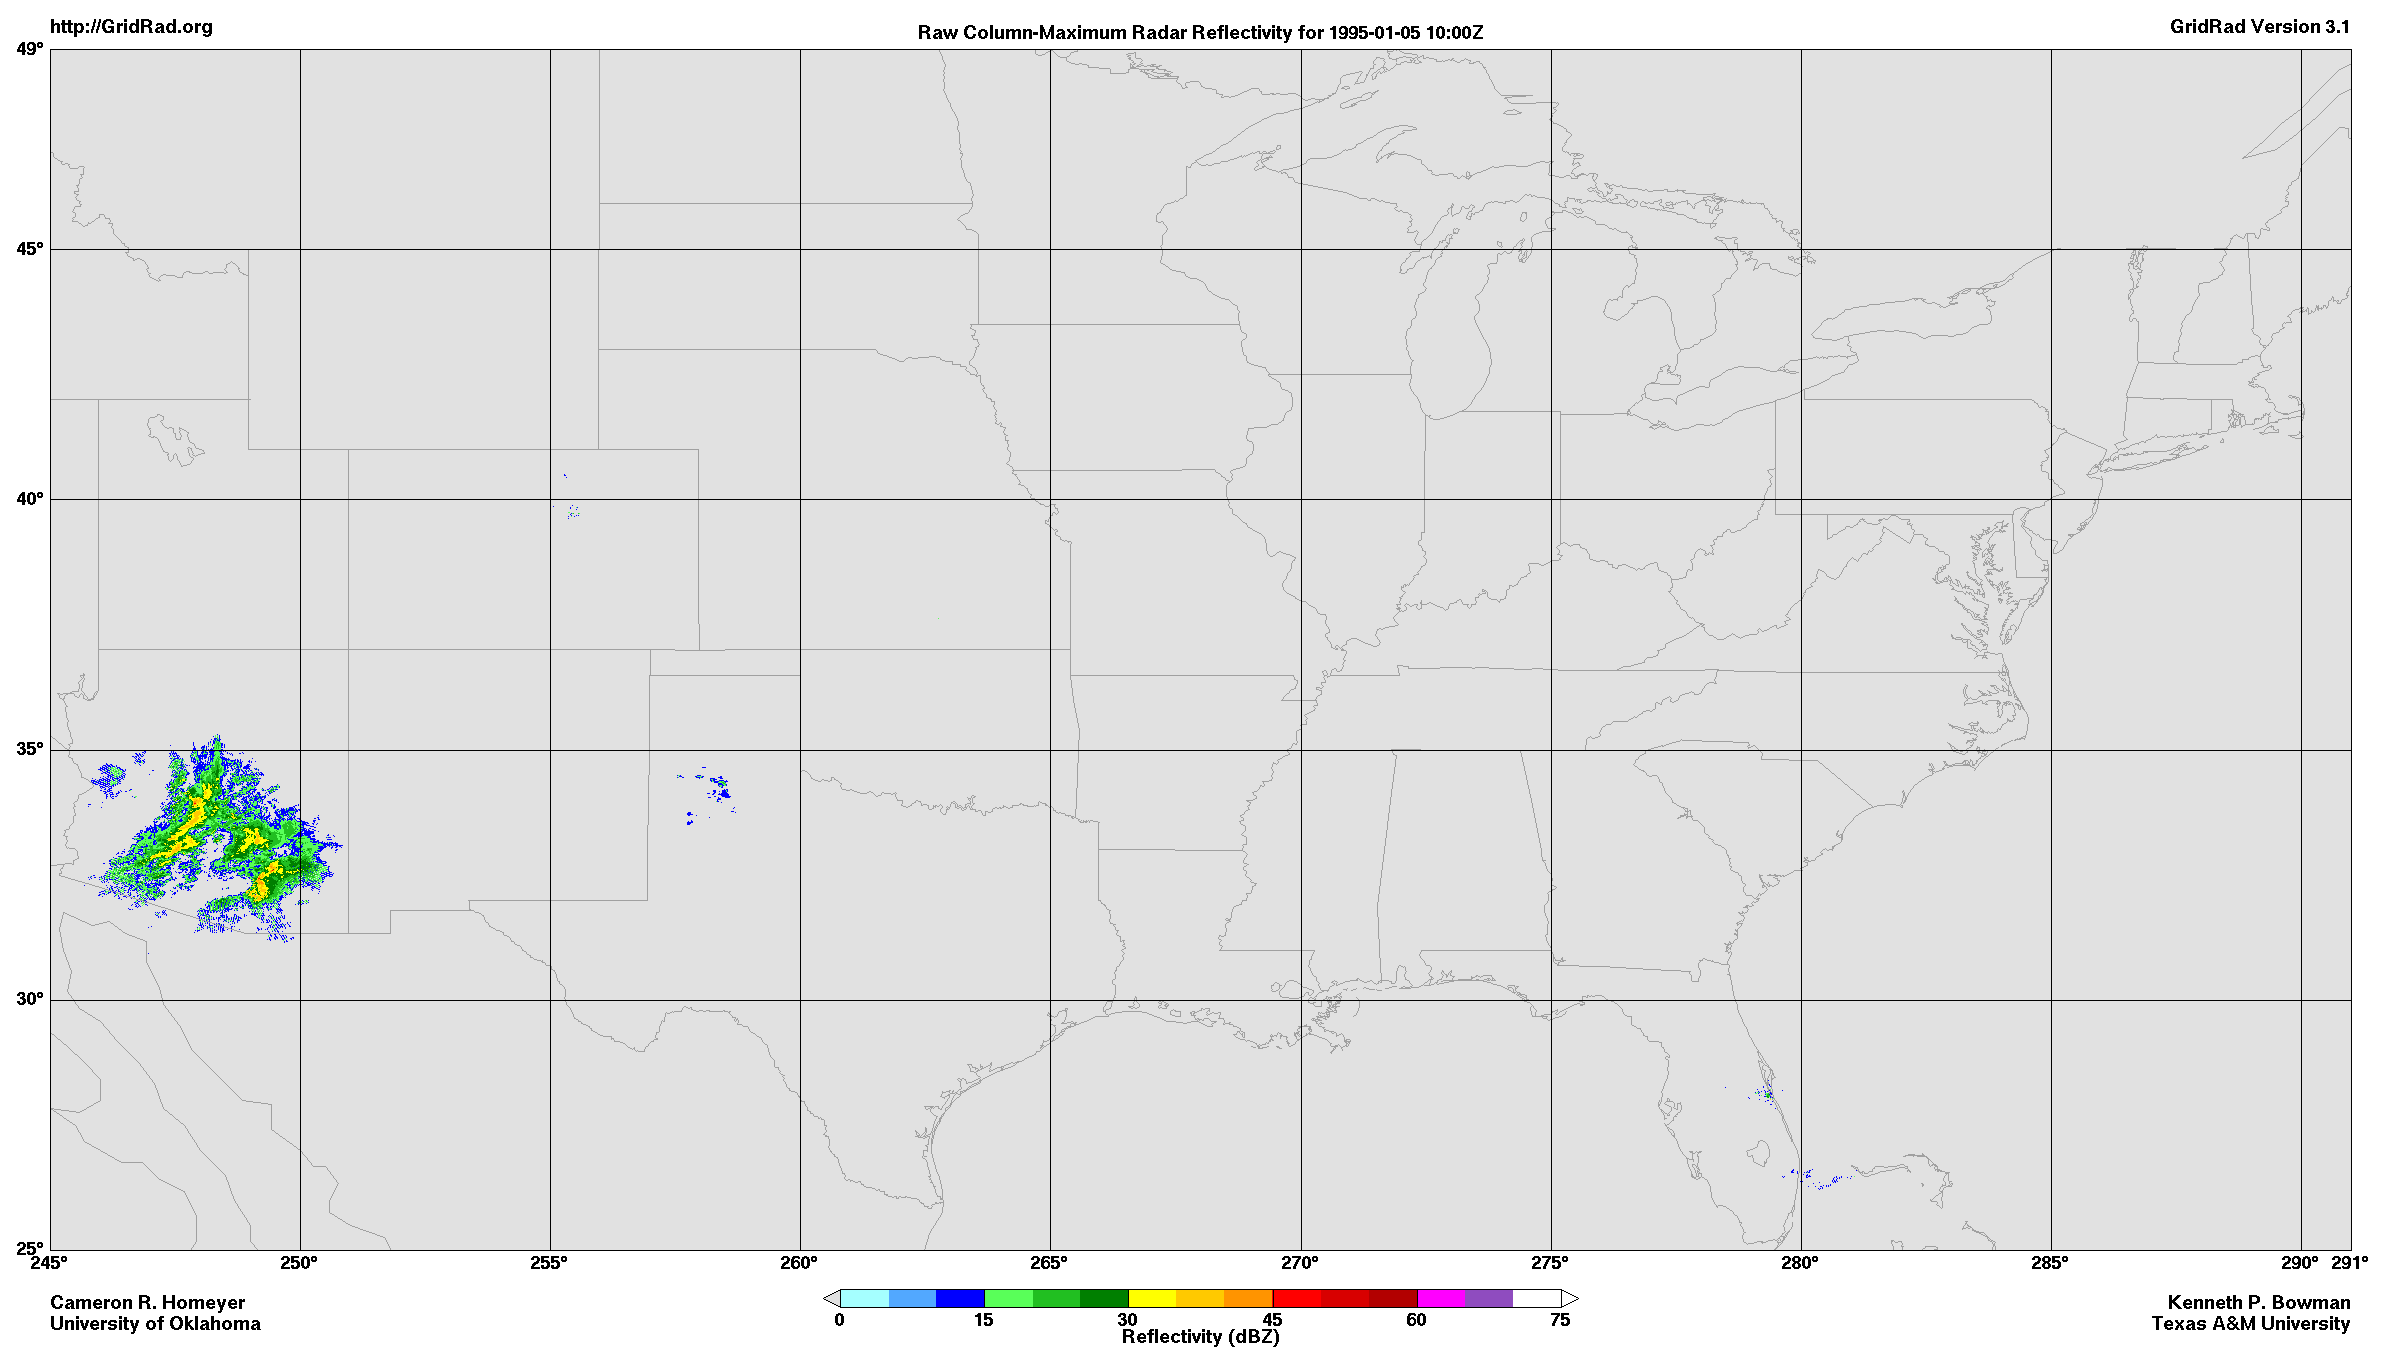 http://GridRad.org
Raw Column-Maximum Radar Reflectivity for 1995-01-05 10:00Z
GridRad Version 3.1
49°
45°
40°
35°
30°
25°
245° 250° 255° 260° 265° 270° 275° 280° 285° 290° 291°
0 15 30 45 60 75
Reflectivity (dBZ)
Cameron R. Homeyer
University of Oklahoma
Kenneth P. Bowman
Texas A&M University